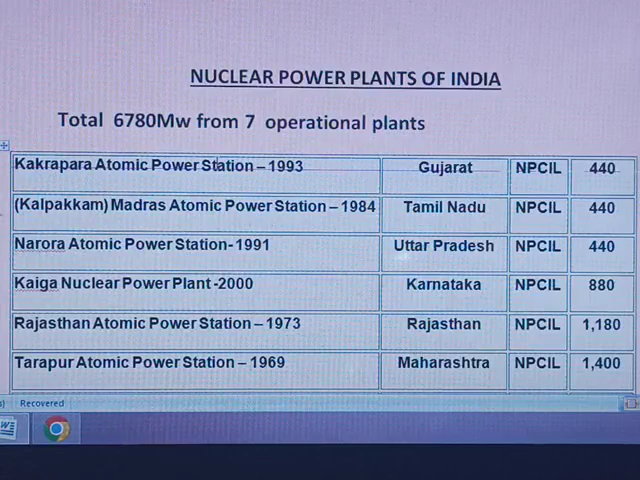 NUCLEAR POWER PLANTS OF INDIA
Total 6780Mw from 7 operational plants
Kakrapara Atomic Power Station – 1993 Gujarat NPCIL 440
(Kalpakkam) Madras Atomic Power Station – 1984 Tamil Nadu NPCIL 440
Narora Atomic Power Station- 1991 Uttar Pradesh NPCIL 440
Kaiga Nuclear Power Plant -2000 Karnataka NPCIL 880
Rajasthan Atomic Power Station – 1973 Rajasthan NPCIL 1,180
Tarapur Atomic Power Station – 1969 Maharashtra NPCIL 1,400
Recovered